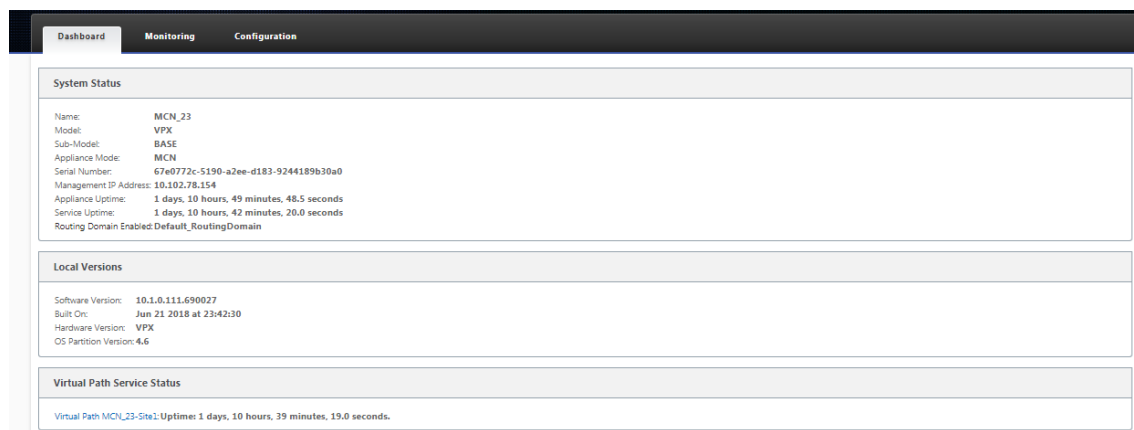 Dashboard Monitoring Configuration
System Status
Name: MCN_23
Model: VPX
Sub-Model: BASE
Appliance Mode: MCN
Serial Number: 67e0772c-5190-a2ee-d183-9244189b30a0
Management IP Address: 10.102.78.154
Appliance Uptime: 1 days, 10 hours, 49 minutes, 48.5 seconds
Service Uptime: 1 days, 10 hours, 42 minutes, 20.0 seconds
Routing Domain Enabled: Default_RoutingDomain
Local Versions
Software Version: 10.1.0.111.690027
Built On: Jun 21 2018 at 23:42:30
Hardware Version: VPX
OS Partition Version: 4.6
Virtual Path Service Status
Virtual Path MCN_23-Site1: Uptime: 1 days, 10 hours, 39 minutes, 19.0 seconds.